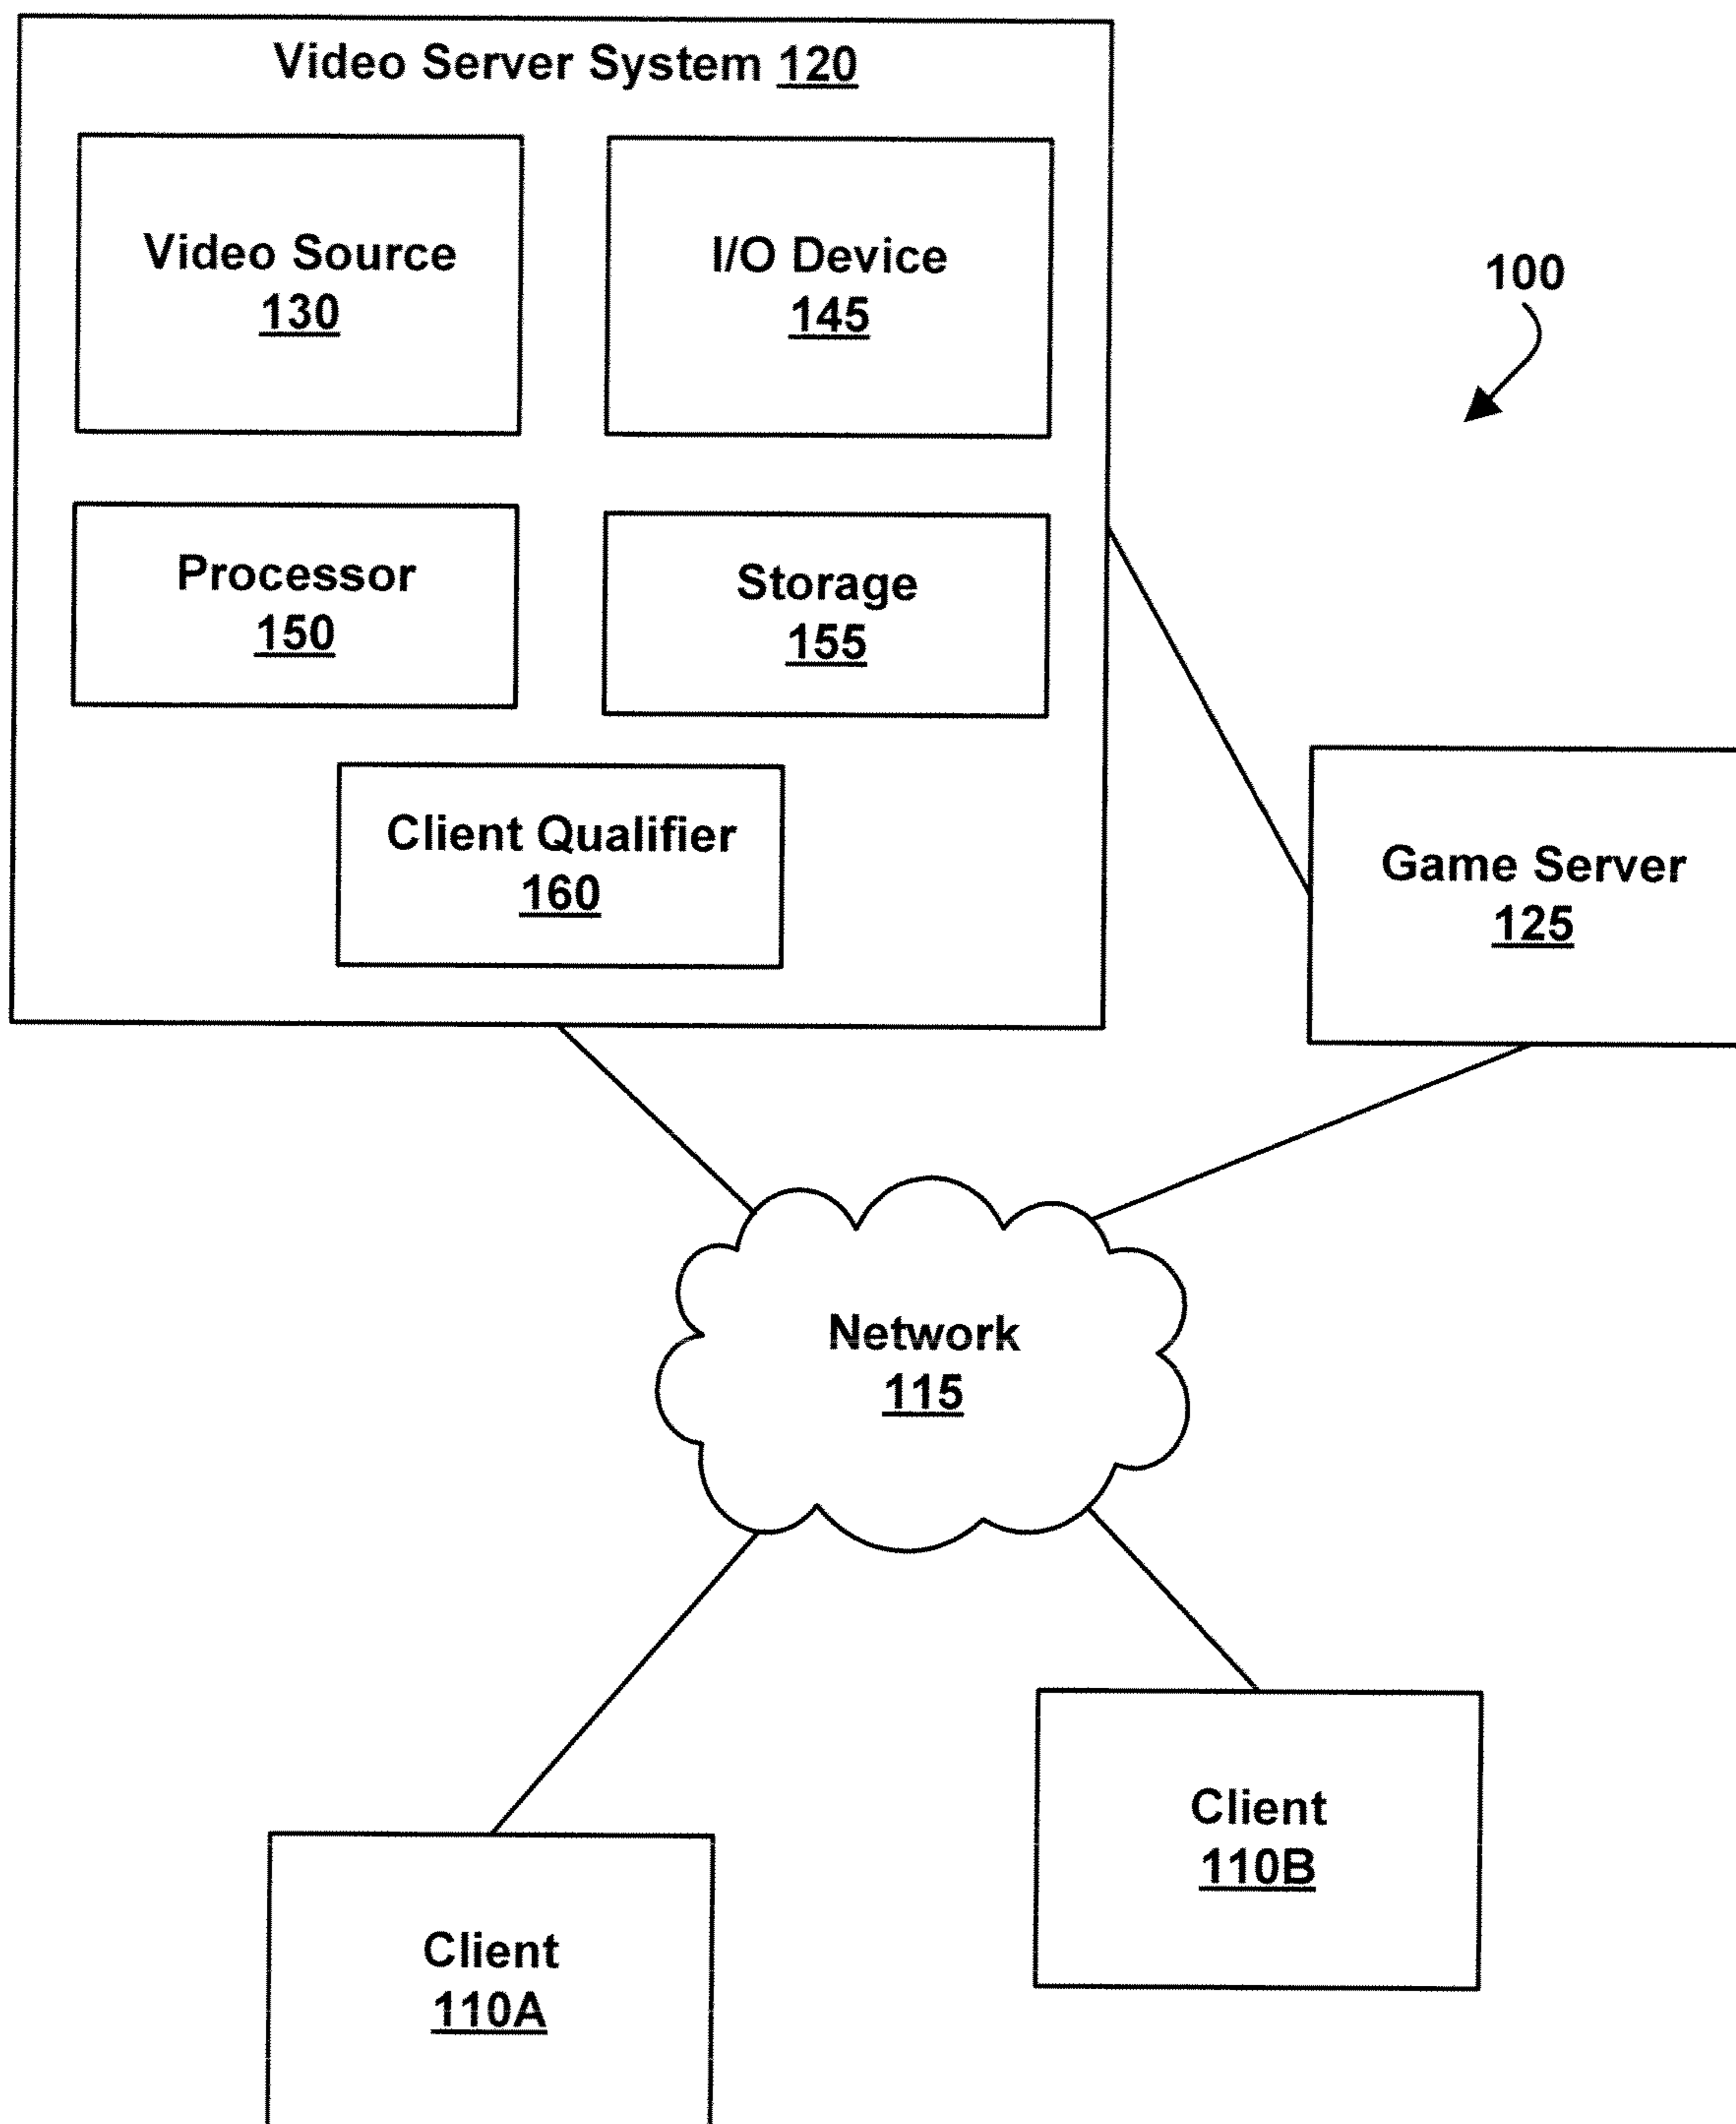 Video Server System 120
Video Source
130
I/O Device
145
100
Processor
150
Storage
155
Client Qualifier
160
Game Server
125
Network
115
Client
110B
Client
110A